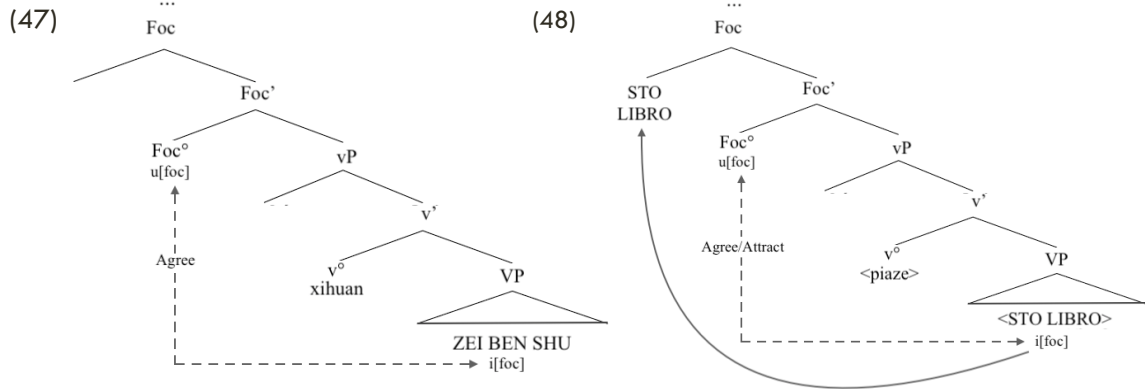 (47)
...
Foc
Foc'
Foc°
u[foc]
vP
v'
Agree
v°
xihuan
VP
ZEI BEN SHU
i[foc]
(48)
...
Foc
STO
LIBRO
Foc'
Foc°
u[foc]
vP
v'
Agree/Attract
v°
<piaze>
VP
<STO LIBRO>
i[foc]